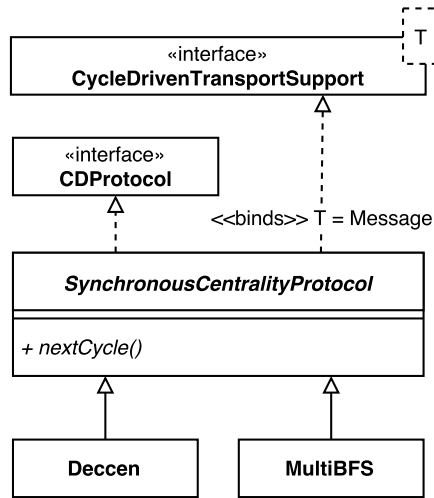 T
«interface»
CycleDrivenTransportSupport
«interface»
CDProtocol
<<binds>> T = Message
SynchronousCentralityProtocol
+ nextCycle()
Deccen
MultiBFS